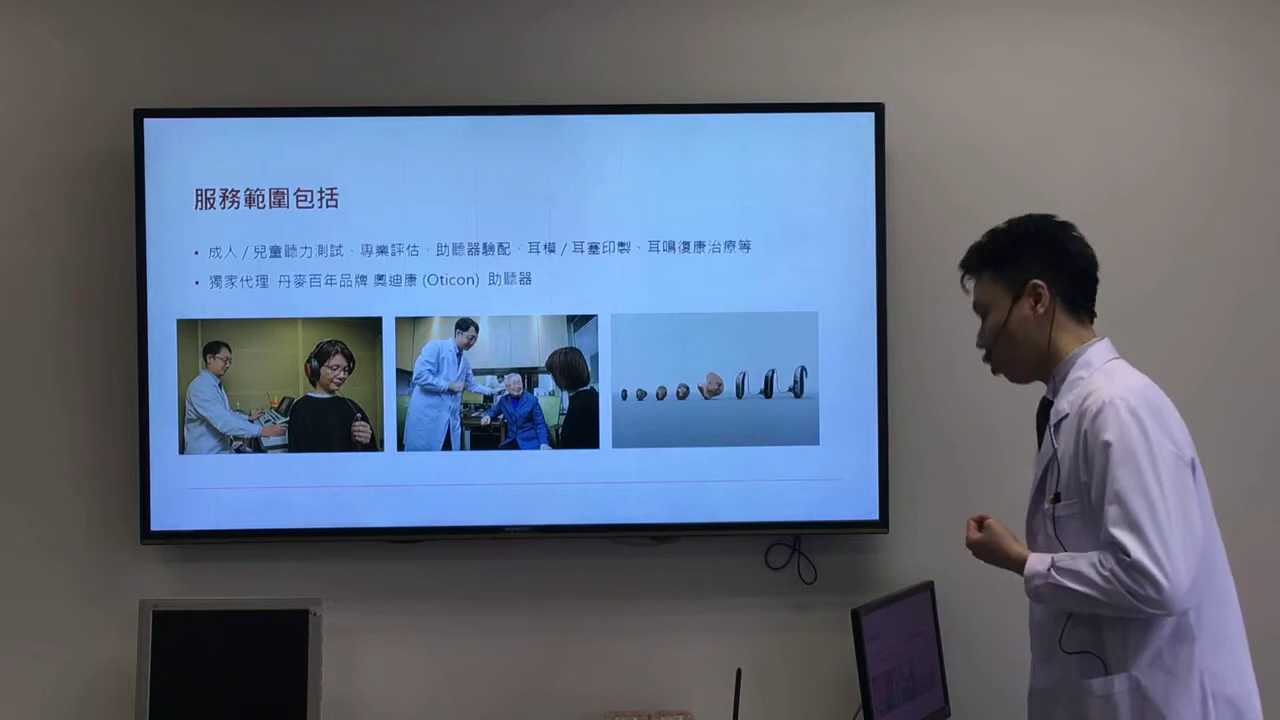 服務範圍包括
▪ 成人 / 兒童聽力測試、專業評估、助聽器驗配、耳模 / 耳塞印製、耳鳴復康治療等
▪ 獨家代理 丹麥百年品牌 奧迪康 (Oticon) 助聽器